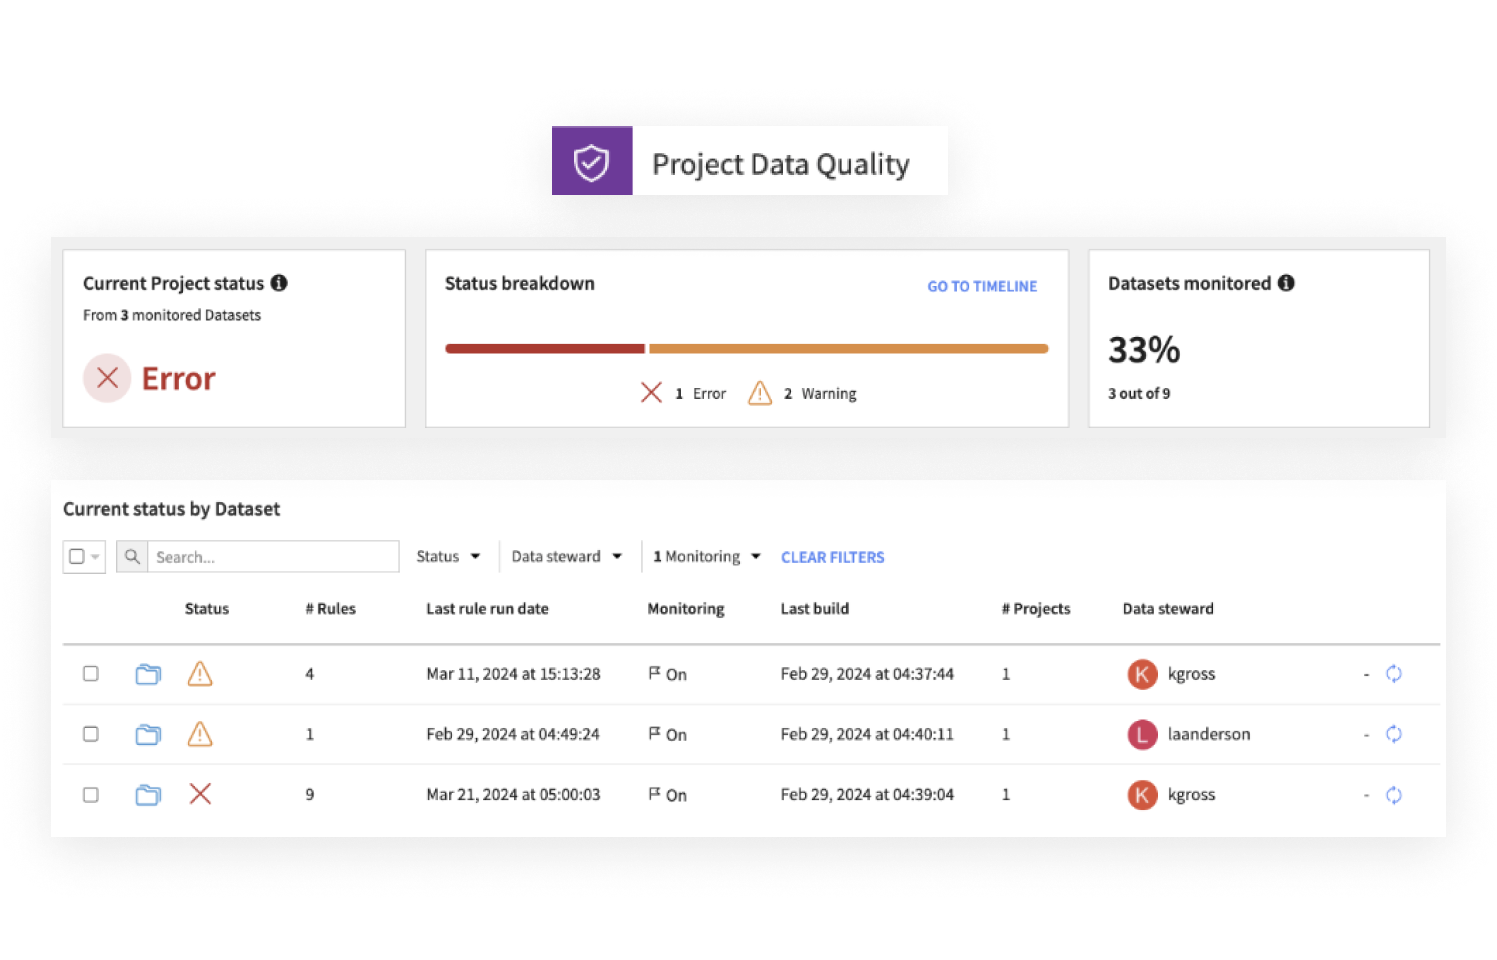 Project Data Quality
Current Project status
From 3 monitored Datasets
Error
Status breakdown
GO TO TIMELINE
1 Error 2 Warning
Datasets monitored
33%
3 out of 9
Current status by Dataset
Search... Status Data steward 1 Monitoring CLEAR FILTERS
Status # Rules Last rule run date Monitoring Last build # Projects Data steward
4 Mar 11, 2024 at 15:13:28 On Feb 29, 2024 at 04:37:44 1 K kgross -
1 Feb 29, 2024 at 04:49:24 On Feb 29, 2024 at 04:40:11 1 L laanderson -
9 Mar 21, 2024 at 05:00:03 On Feb 29, 2024 at 04:39:04 1 K kgross -